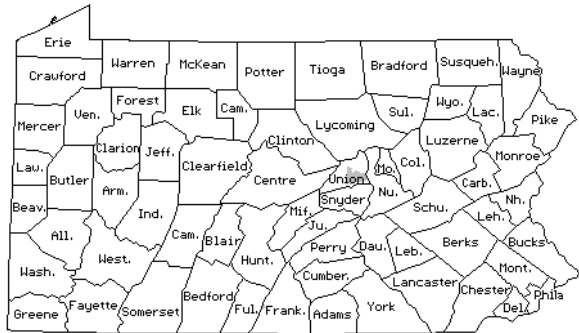 Erie
Crawford
Warren
McKean
Potter
Tioga
Bradford
Susqueh.
Wayne
Forest
Elk
Cam.
Ven.
Mercer
Clarion
Jeff.
Clearfield
Clinton
Lycoming
Sul.
Wyo.
Lac.
Pike
Luzerne
Monroe
Col.
Mo.
Union
Centre
Snyder
Nu.
Carb.
Law.
Butler
Arm.
Ind.
Beav.
All.
West.
Cam.
Blair
Hunt.
Mif.
Ju.
Perry
Dau.
Leb.
Schu.
Berks
Leh.
Nh.
Bucks
Mont.
Wash.
Greene
Fayette
Somerset
Bedford
Ful.
Frank.
Cumber.
Adams
York
Lancaster
Chester
Del.
Phila